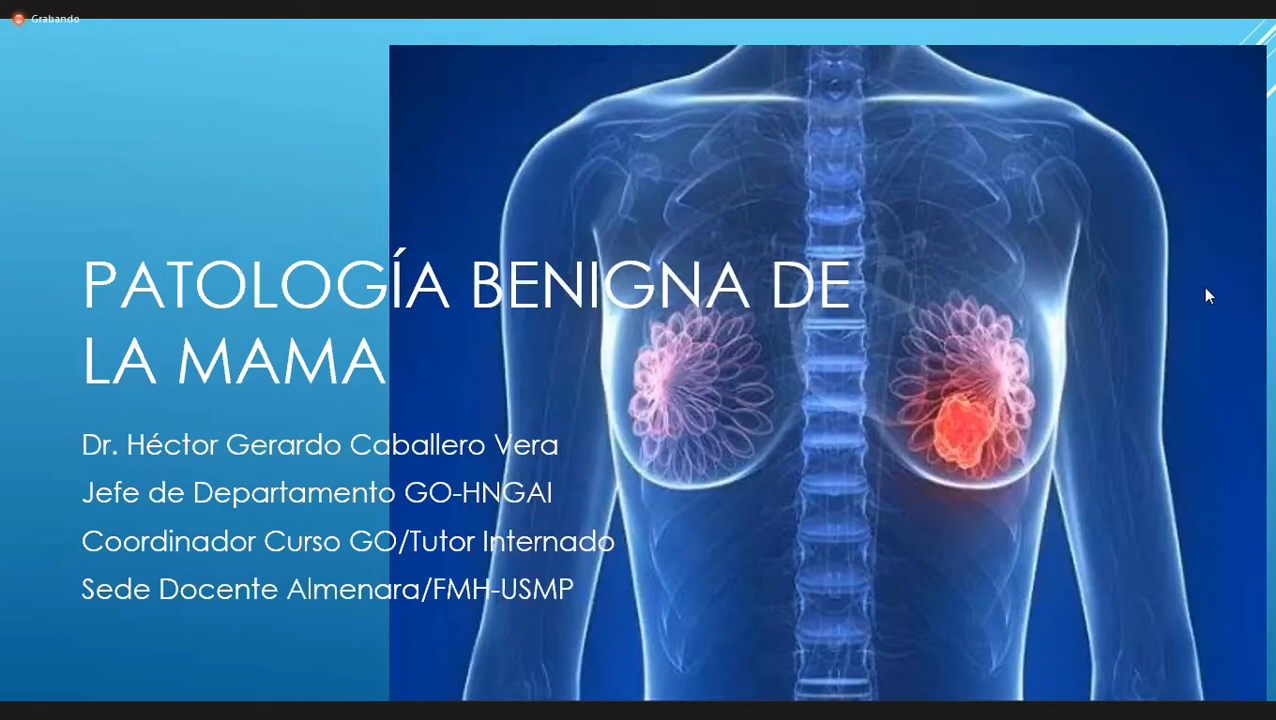 Grabando
PATOLOGÍA BENIGNA DE
LA MAMA
Dr. Héctor Gerardo Caballero Vera
Jefe de Departamento GO-HNGAI
Coordinador Curso GO/Tutor Internado
Sede Docente Almenara/FMH-USMP